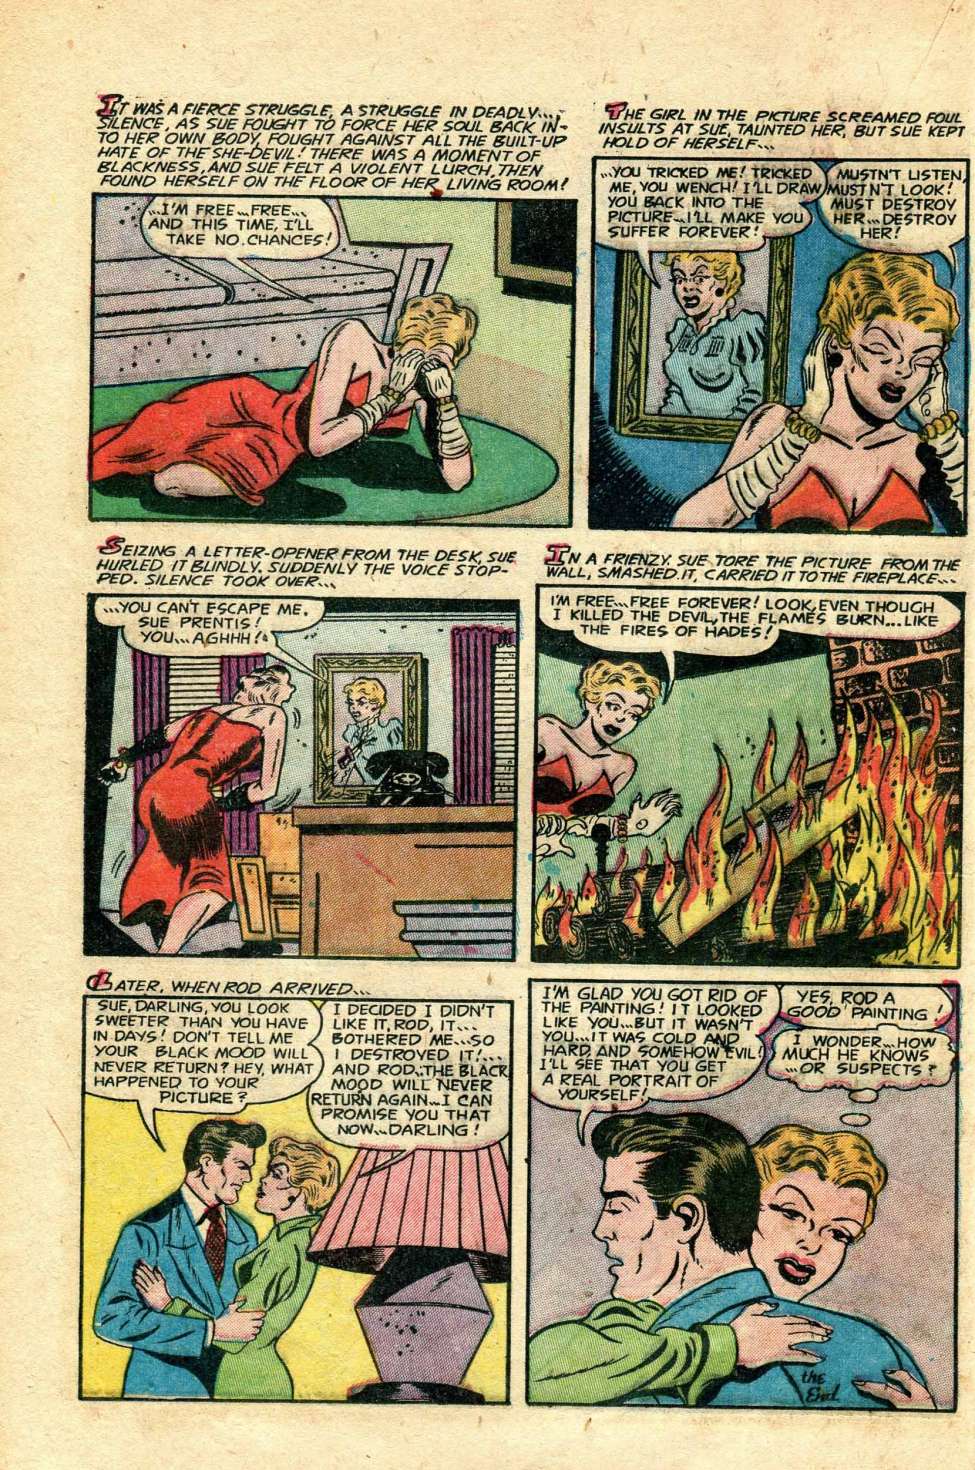 IT WAS A FIERCE STRUGGLE, A STRUGGLE IN DEADLY...
SILENCE, AS SUE FOUGHT TO FORCE HER SOUL BACK IN-
TO HER OWN BODY, FOUGHT AGAINST ALL THE BUILT-UP
HATE OF THE SHE-DEVIL! THERE WAS A MOMENT OF
BLACKNESS, AND SUE FELT A VIOLENT LURCH, THEN
FOUND HERSELF ON THE FLOOR OF HER LIVING ROOM!
...I'M FREE...FREE...
AND THIS TIME, I'LL
TAKE NO CHANCES!
THE GIRL IN THE PICTURE SCREAMED FOUL
INSULTS AT SUE, TAUNTED HER, BUT SUE KEPT
HOLD OF HERSELF...
...YOU TRICKED ME! TRICKED
ME, YOU WENCH! I'LL DRAW
YOU BACK INTO THE
PICTURE...I'LL MAKE YOU
SUFFER FOREVER!
MUSTN'T LISTEN,
MUSTN'T LOOK!
MUST DESTROY
HER...DESTROY
HER!
SEIZING A LETTER-OPENER FROM THE DESK, SUE
HURLED IT BLINDLY. SUDDENLY THE VOICE STOP-
PED. SILENCE TOOK OVER...
...YOU CAN'T ESCAPE ME,
SUE PRENTIS!
YOU...AGHHH!
IN A FRIENZY. SUE TORE THE PICTURE FROM THE
WALL, SMASHED IT, CARRIED IT TO THE FIREPLACE...
I'M FREE...FREE FOREVER! LOOK, EVEN THOUGH
I KILLED THE DEVIL, THE FLAMES BURN...LIKE
THE FIRES OF HADES!
LATER, WHEN ROD ARRIVED...
SUE, DARLING, YOU LOOK
SWEETER THAN YOU HAVE
IN DAYS! DON'T TELL ME
YOUR BLACK MOOD WILL
NEVER RETURN? HEY, WHAT
HAPPENED TO YOUR
PICTURE?
I DECIDED I DIDN'T
LIKE IT, ROD, IT...
BOTHERED ME...SO
I DESTROYED IT!...
AND ROD...THE BLACK
MOOD WILL NEVER
RETURN AGAIN...I CAN
PROMISE YOU THAT
NOW...DARLING!
I'M GLAD YOU GOT RID OF
THE PAINTING! IT LOOKED
LIKE YOU...BUT IT WASN'T
YOU...IT WAS COLD AND
HARD AND SOMEHOW EVIL!
I'LL SEE THAT YOU GET
A REAL PORTRAIT OF
YOURSELF!
YES, ROD A
GOOD PAINTING!
I WONDER...HOW
MUCH HE KNOWS
...OR SUSPECTS?
the
End